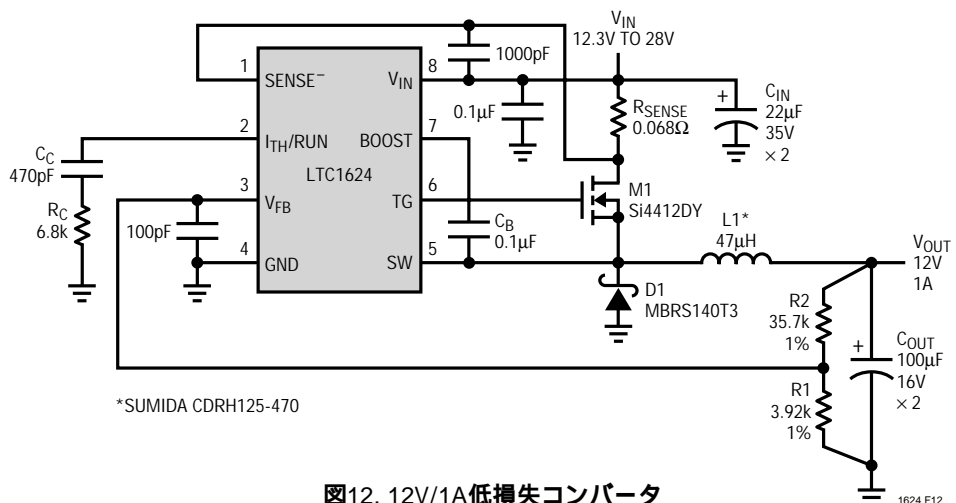 VIN
12.3V TO 28V
1000pF
1
SENSE−
VIN
8
0.1µF
RSENSE
0.068Ω
+
CIN
22µF
35V
× 2
2
ITH/RUN
BOOST
7
CC
470pF
LTC1624
M1
Si4412DY
3
VFB
TG
6
RC
6.8k
100pF
CB
0.1µF
L1*
47µH
4
GND
SW
5
VOUT
12V
1A
D1
MBRS140T3
R2
35.7k
1%
+
COUT
100µF
16V
× 2
R1
3.92k
1%
*SUMIDA CDRH125-470
1624 F12
図12. 12V/1A低損失コンバータ